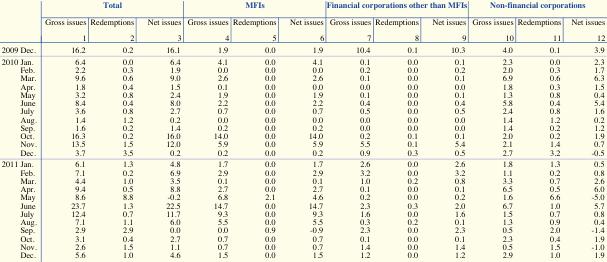 Total MFIs Financial corporations other than MFIs Non-financial corporations
Gross issues Redemptions Net issues Gross issues Redemptions Net issues Gross issues Redemptions Net issues Gross issues Redemptions Net issues
1 2 3 4 5 6 7 8 9 10 11 12
2009 Dec. 16.2 0.2 16.1 1.9 0.0 1.9 10.4 0.1 10.3 4.0 0.1 3.9
2010 Jan. 6.4 0.0 6.4 4.1 0.0 4.1 0.1 0.0 0.1 2.3 0.0 2.3
Feb. 2.2 0.3 1.9 0.0 0.0 0.0 0.2 0.0 0.2 2.0 0.3 1.7
Mar. 9.6 0.6 9.0 2.6 0.0 2.6 0.1 0.0 0.1 6.9 0.6 6.3
Apr. 1.8 0.4 1.5 0.1 0.0 0.0 0.0 0.0 0.0 1.8 0.3 1.5
May 3.2 0.8 2.4 1.9 0.0 1.9 0.1 0.0 0.1 1.3 0.8 0.4
June 8.4 0.4 8.0 2.2 0.0 2.2 0.4 0.0 0.4 5.8 0.4 5.4
July 3.6 0.8 2.7 0.7 0.0 0.7 0.5 0.0 0.5 2.4 0.8 1.6
Aug. 1.4 1.2 0.2 0.0 0.0 0.0 0.0 0.0 0.0 1.4 1.2 0.2
Sep. 1.6 0.2 1.4 0.2 0.0 0.2 0.0 0.0 0.0 1.4 0.2 1.2
Oct. 16.3 0.2 16.0 14.0 0.0 14.0 0.2 0.1 0.1 2.0 0.2 1.9
Nov. 13.5 1.5 12.0 5.9 0.0 5.9 5.5 0.1 5.4 2.1 1.4 0.7
Dec. 3.7 3.5 0.2 0.2 0.0 0.2 0.9 0.3 0.5 2.7 3.2 -0.5
2011 Jan. 6.1 1.3 4.8 1.7 0.0 1.7 2.6 0.0 2.6 1.8 1.3 0.5
Feb. 7.1 0.2 6.9 2.9 0.0 2.9 3.2 0.0 3.2 1.1 0.2 0.8
Mar. 4.4 1.0 3.5 0.1 0.0 0.1 1.0 0.2 0.8 3.3 0.7 2.6
Apr. 9.4 0.5 8.8 2.7 0.0 2.7 0.1 0.0 0.1 6.5 0.5 6.0
May 8.6 8.8 -0.2 6.8 2.1 4.6 0.2 0.0 0.2 1.6 6.6 -5.0
June 23.7 1.3 22.5 14.7 0.0 14.7 2.3 0.3 2.0 6.7 1.0 5.7
July 12.4 0.7 11.7 9.3 0.0 9.3 1.6 0.0 1.6 1.5 0.7 0.8
Aug. 7.1 1.1 6.0 5.5 0.0 5.5 0.3 0.2 0.1 1.3 0.9 0.4
Sep. 2.9 2.9 0.0 0.0 0.9 -0.9 2.3 0.0 2.3 0.5 2.0 -1.4
Oct. 3.1 0.4 2.7 0.7 0.0 0.7 0.1 0.0 0.1 2.3 0.4 1.9
Nov. 2.6 1.5 1.1 0.7 0.0 0.7 1.4 0.0 1.4 0.5 1.5 -1.0
Dec. 5.6 1.0 4.6 1.5 0.0 1.5 1.2 0.0 1.2 2.9 1.0 1.9